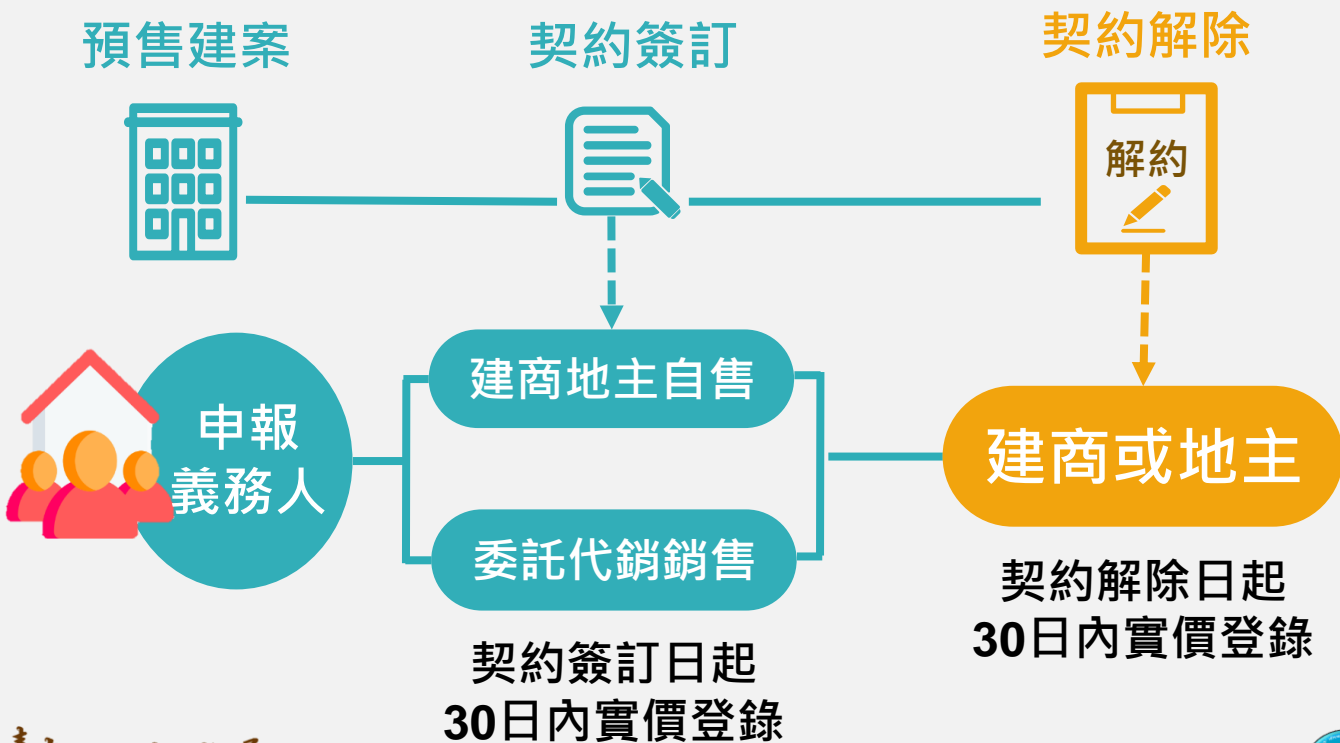 預售建案
契約簽訂
契約解除
解約
申報
義務人
建商地主自售
委託代銷銷售
建商或地主
契約簽訂日起
30日內實價登錄
契約解除日起
30日內實價登錄